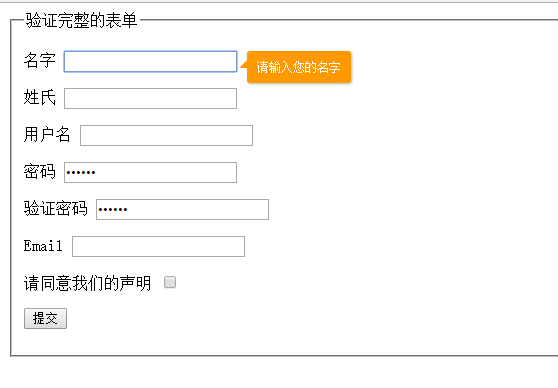 验证完整的表单
名字 请输入您的名字
姓氏
用户名
密码 ••••••
验证密码 ••••••
Email
请同意我们的声明
提交